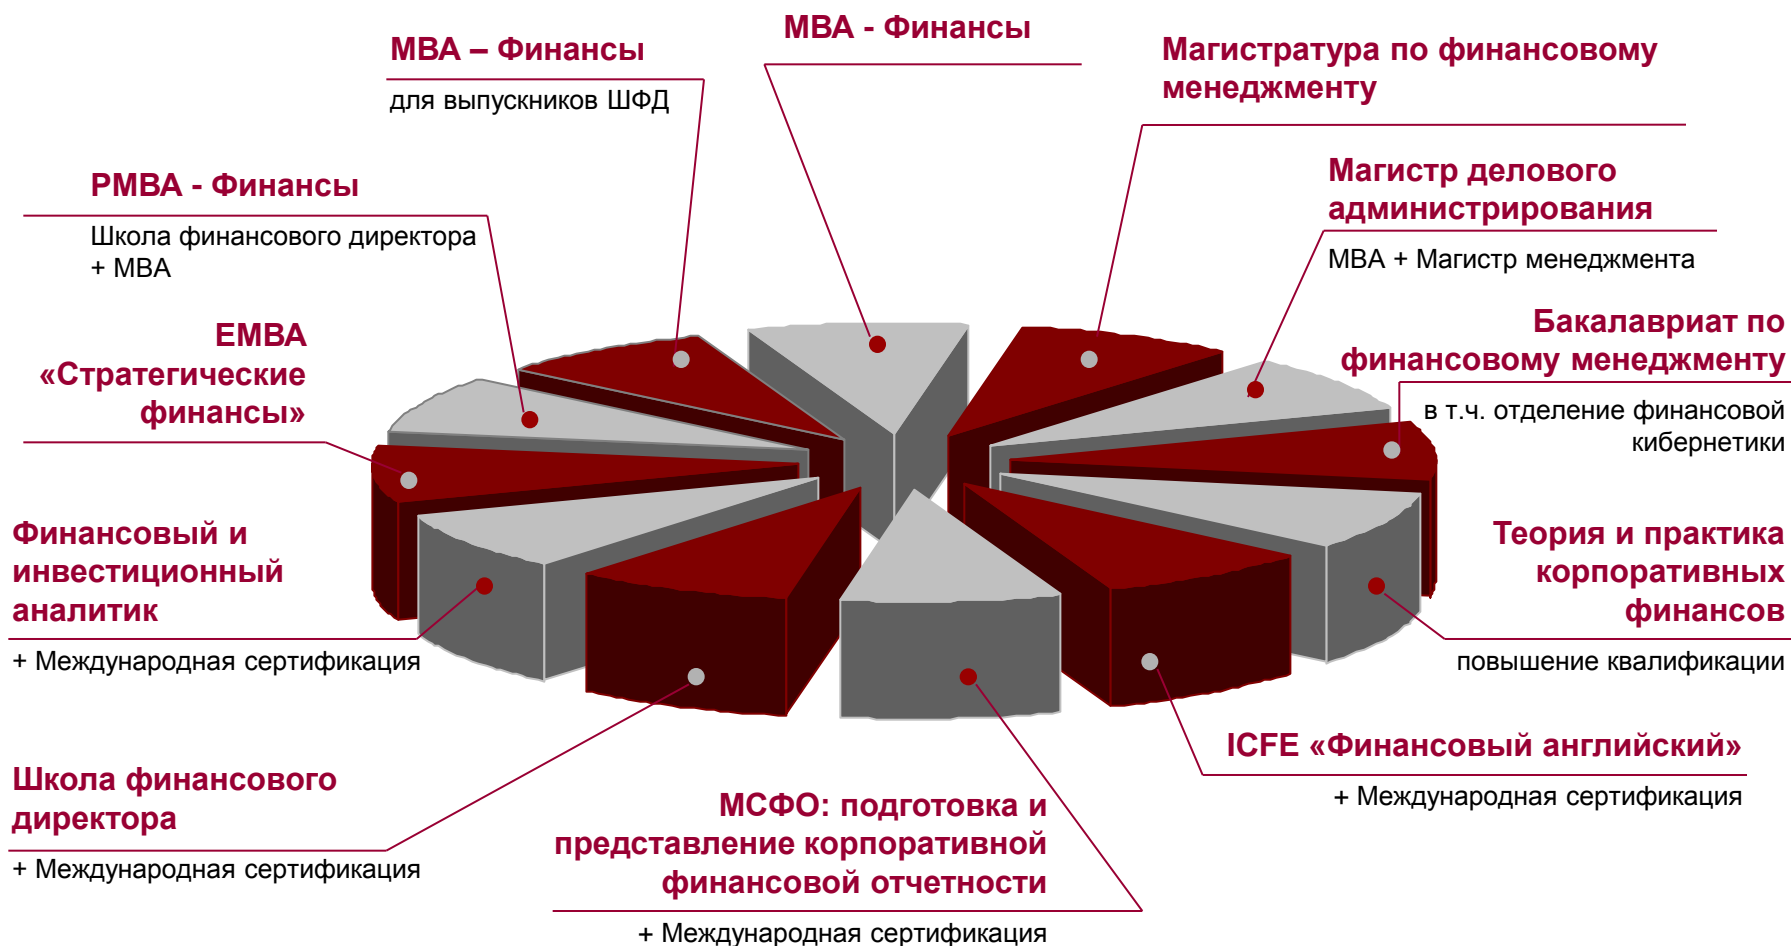 МВА - Финансы
МВА – Финансы
для выпускников ШФД
Магистратура по финансовому
менеджменту
РМВА - Финансы
Школа финансового директора
+ МВА
Магистр делового
администрирования
МВА + Магистр менеджмента
ЕМВА
«Стратегические
финансы»
Бакалавриат по
финансовому менеджменту
в т.ч. отделение финансовой
кибернетики
Финансовый и
инвестиционный
аналитик
+ Международная сертификация
Теория и практика
корпоративных
финансов
повышение квалификации
Школа финансового
директора
+ Международная сертификация
МСФО: подготовка и
представление корпоративной
финансовой отчетности
+ Международная сертификация
ICFE «Финансовый английский»
+ Международная сертификация